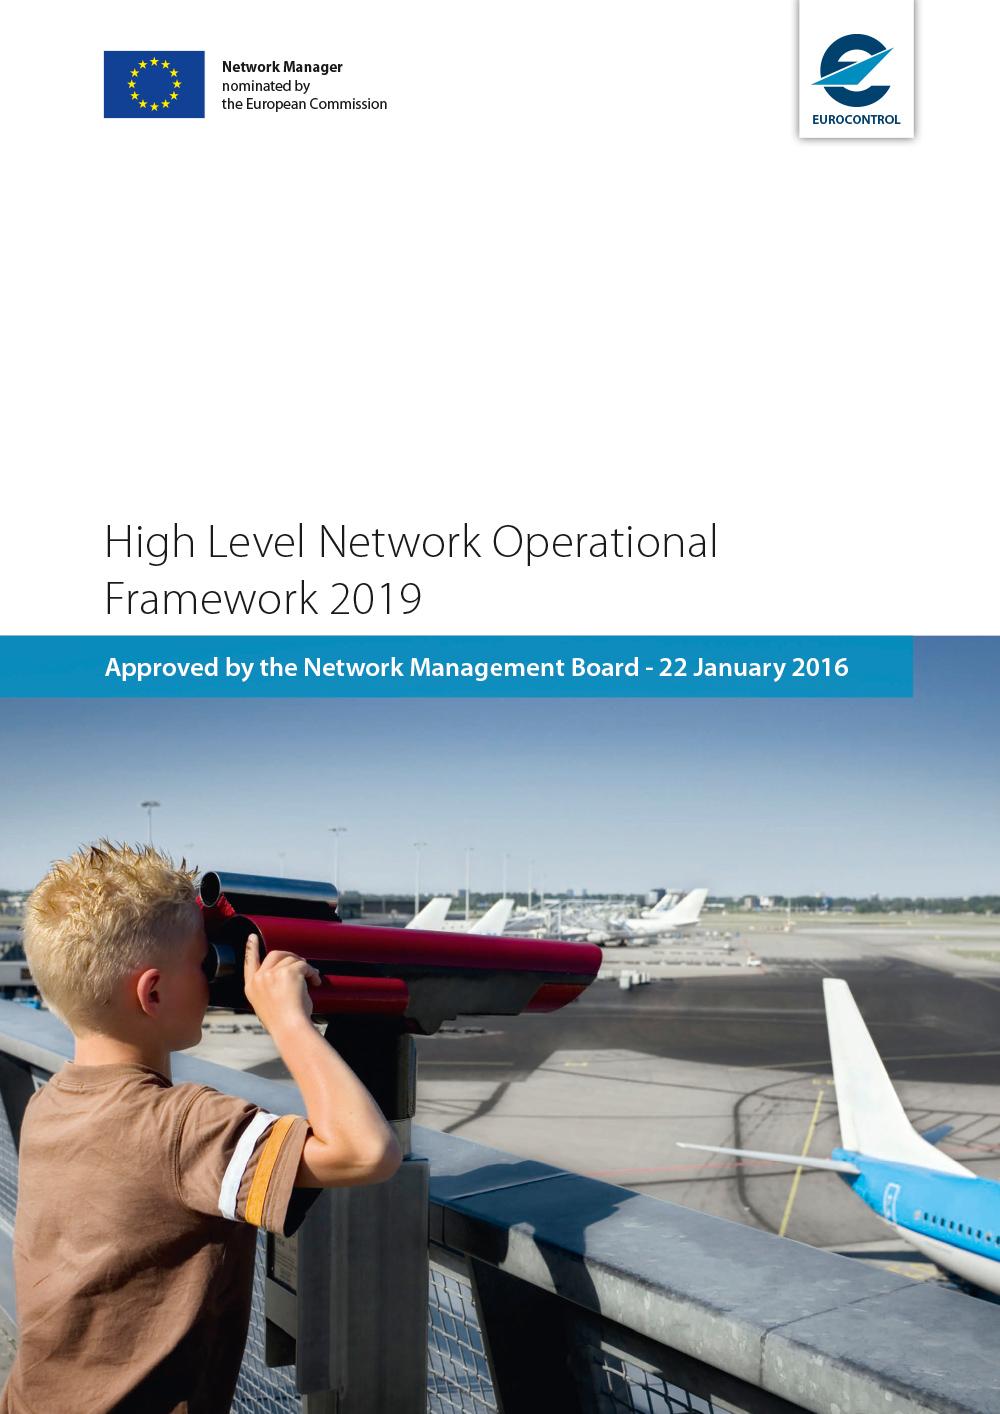 Network Manager
nominated by
the European Commission
EUROCONTROL
High Level Network Operational
Framework 2019
Approved by the Network Management Board - 22 January 2016